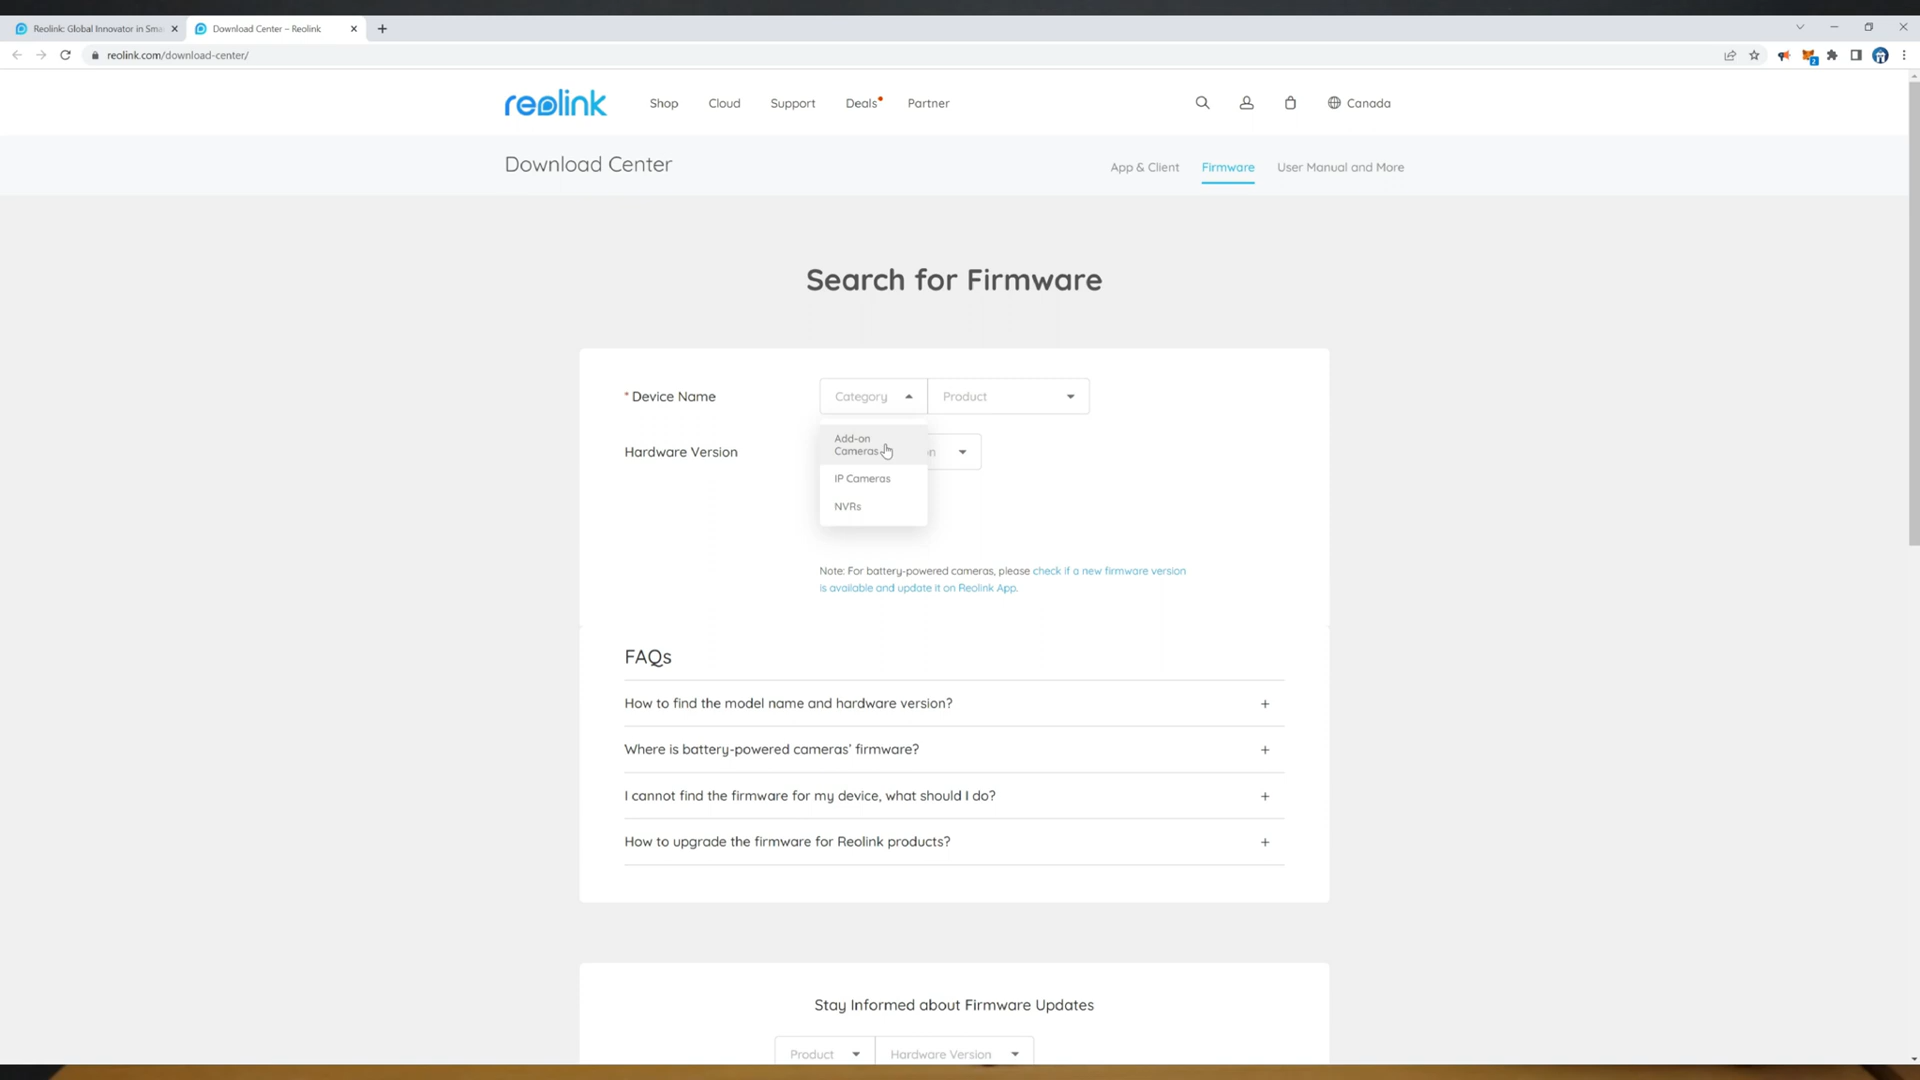 Reolink: Global Innovator in Sma
Download Center – Reolink
reolink.com/download-center/
2
reolink
Shop
Cloud
Support
Deals
Partner
Canada
Download Center
App & Client
Firmware
User Manual and More
Search for Firmware
* Device Name
Category
Product
Add-on
Cameras
Hardware Version
IP Cameras
NVRs
Note: For battery-powered cameras, please check if a new firmware version
is available and update it on Reolink App.
FAQs
How to find the model name and hardware version?
Where is battery-powered cameras’ firmware?
I cannot find the firmware for my device, what should I do?
How to upgrade the firmware for Reolink products?
Stay Informed about Firmware Updates
Product
Hardware Version